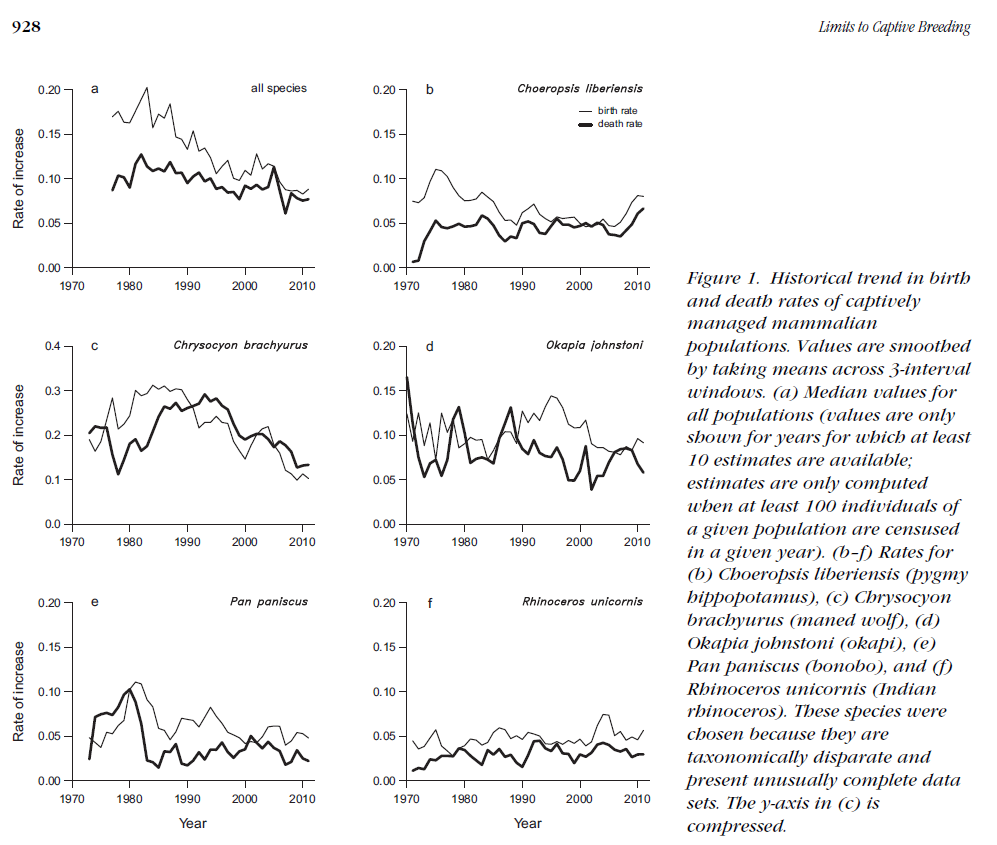 928
Limits to Captive Breeding
a
all species
0.20
0.15
0.10
0.05
0.00
Rate of increase
1970
1980
1990
2000
2010
b
Choeropsis liberiensis
birth rate
death rate
0.20
0.15
0.10
0.05
0.00
1970
1980
1990
2000
2010
c
Chrysocyon brachyurus
0.4
0.3
0.2
0.1
0.0
Rate of increase
1970
1980
1990
2000
2010
d
Okapia johnstoni
0.20
0.15
0.10
0.05
0.00
1970
1980
1990
2000
2010
e
Pan paniscus
0.20
0.15
0.10
0.05
0.00
Rate of increase
1970
1980
1990
2000
2010
Year
f
Rhinoceros unicornis
0.20
0.15
0.10
0.05
0.00
1970
1980
1990
2000
2010
Year
Figure 1. Historical trend in birth
and death rates of captively
managed mammalian
populations. Values are smoothed
by taking means across 3-interval
windows. (a) Median values for
all populations (values are only
shown for years for which at least
10 estimates are available;
estimates are only computed
when at least 100 individuals of
a given population are censused
in a given year). (b–f) Rates for
(b) Choeropsis liberiensis (pygmy
hippopotamus), (c) Chrysocyon
brachyurus (maned wolf), (d)
Okapia johnstoni (okapi), (e)
Pan paniscus (bonobo), and (f)
Rhinoceros unicornis (Indian
rhinoceros). These species were
chosen because they are
taxonomically disparate and
present unusually complete data
sets. The y-axis in (c) is
compressed.